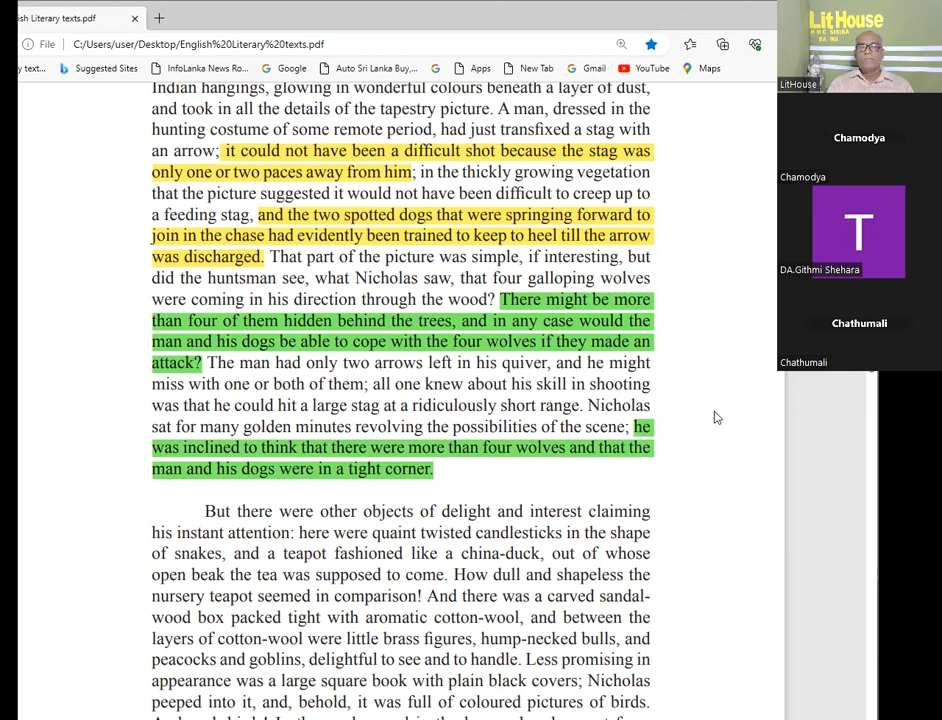 sh Literary texts.pdf
File C:/Users/user/Desktop/English%20Literary%20texts.pdf
y text...
Suggested Sites
InfoLanka News Ro...
Google
Auto Sri Lanka Buy,...
Apps
New Tab
Gmail
YouTube
Maps
Indian hangings, glowing in wonderful colours beneath a layer of dust,
and took in all the details of the tapestry picture. A man, dressed in the
hunting costume of some remote period, had just transfixed a stag with
an arrow; it could not have been a difficult shot because the stag was
only one or two paces away from him; in the thickly growing vegetation
that the picture suggested it would not have been difficult to creep up to
a feeding stag, and the two spotted dogs that were springing forward to
join in the chase had evidently been trained to keep to heel till the arrow
was discharged. That part of the picture was simple, if interesting, but
did the huntsman see, what Nicholas saw, that four galloping wolves
were coming in his direction through the wood? There might be more
than four of them hidden behind the trees, and in any case would the
man and his dogs be able to cope with the four wolves if they made an
attack? The man had only two arrows left in his quiver, and he might
miss with one or both of them; all one knew about his skill in shooting
was that he could hit a large stag at a ridiculously short range. Nicholas
sat for many golden minutes revolving the possibilities of the scene; he
was inclined to think that there were more than four wolves and that the
man and his dogs were in a tight corner.
But there were other objects of delight and interest claiming
his instant attention: here were quaint twisted candlesticks in the shape
of snakes, and a teapot fashioned like a china-duck, out of whose
open beak the tea was supposed to come. How dull and shapeless the
nursery teapot seemed in comparison! And there was a carved sandal-
wood box packed tight with aromatic cotton-wool, and between the
layers of cotton-wool were little brass figures, hump-necked bulls, and
peacocks and goblins, delightful to see and to handle. Less promising in
appearance was a large square book with plain black covers; Nicholas
peeped into it, and, behold, it was full of coloured pictures of birds.
LitHouse
H H G SISIRA
BA MA
LitHouse
Chamodya
Chamodya
T
DA.Githmi Shehara
Chathumali
Chathumali